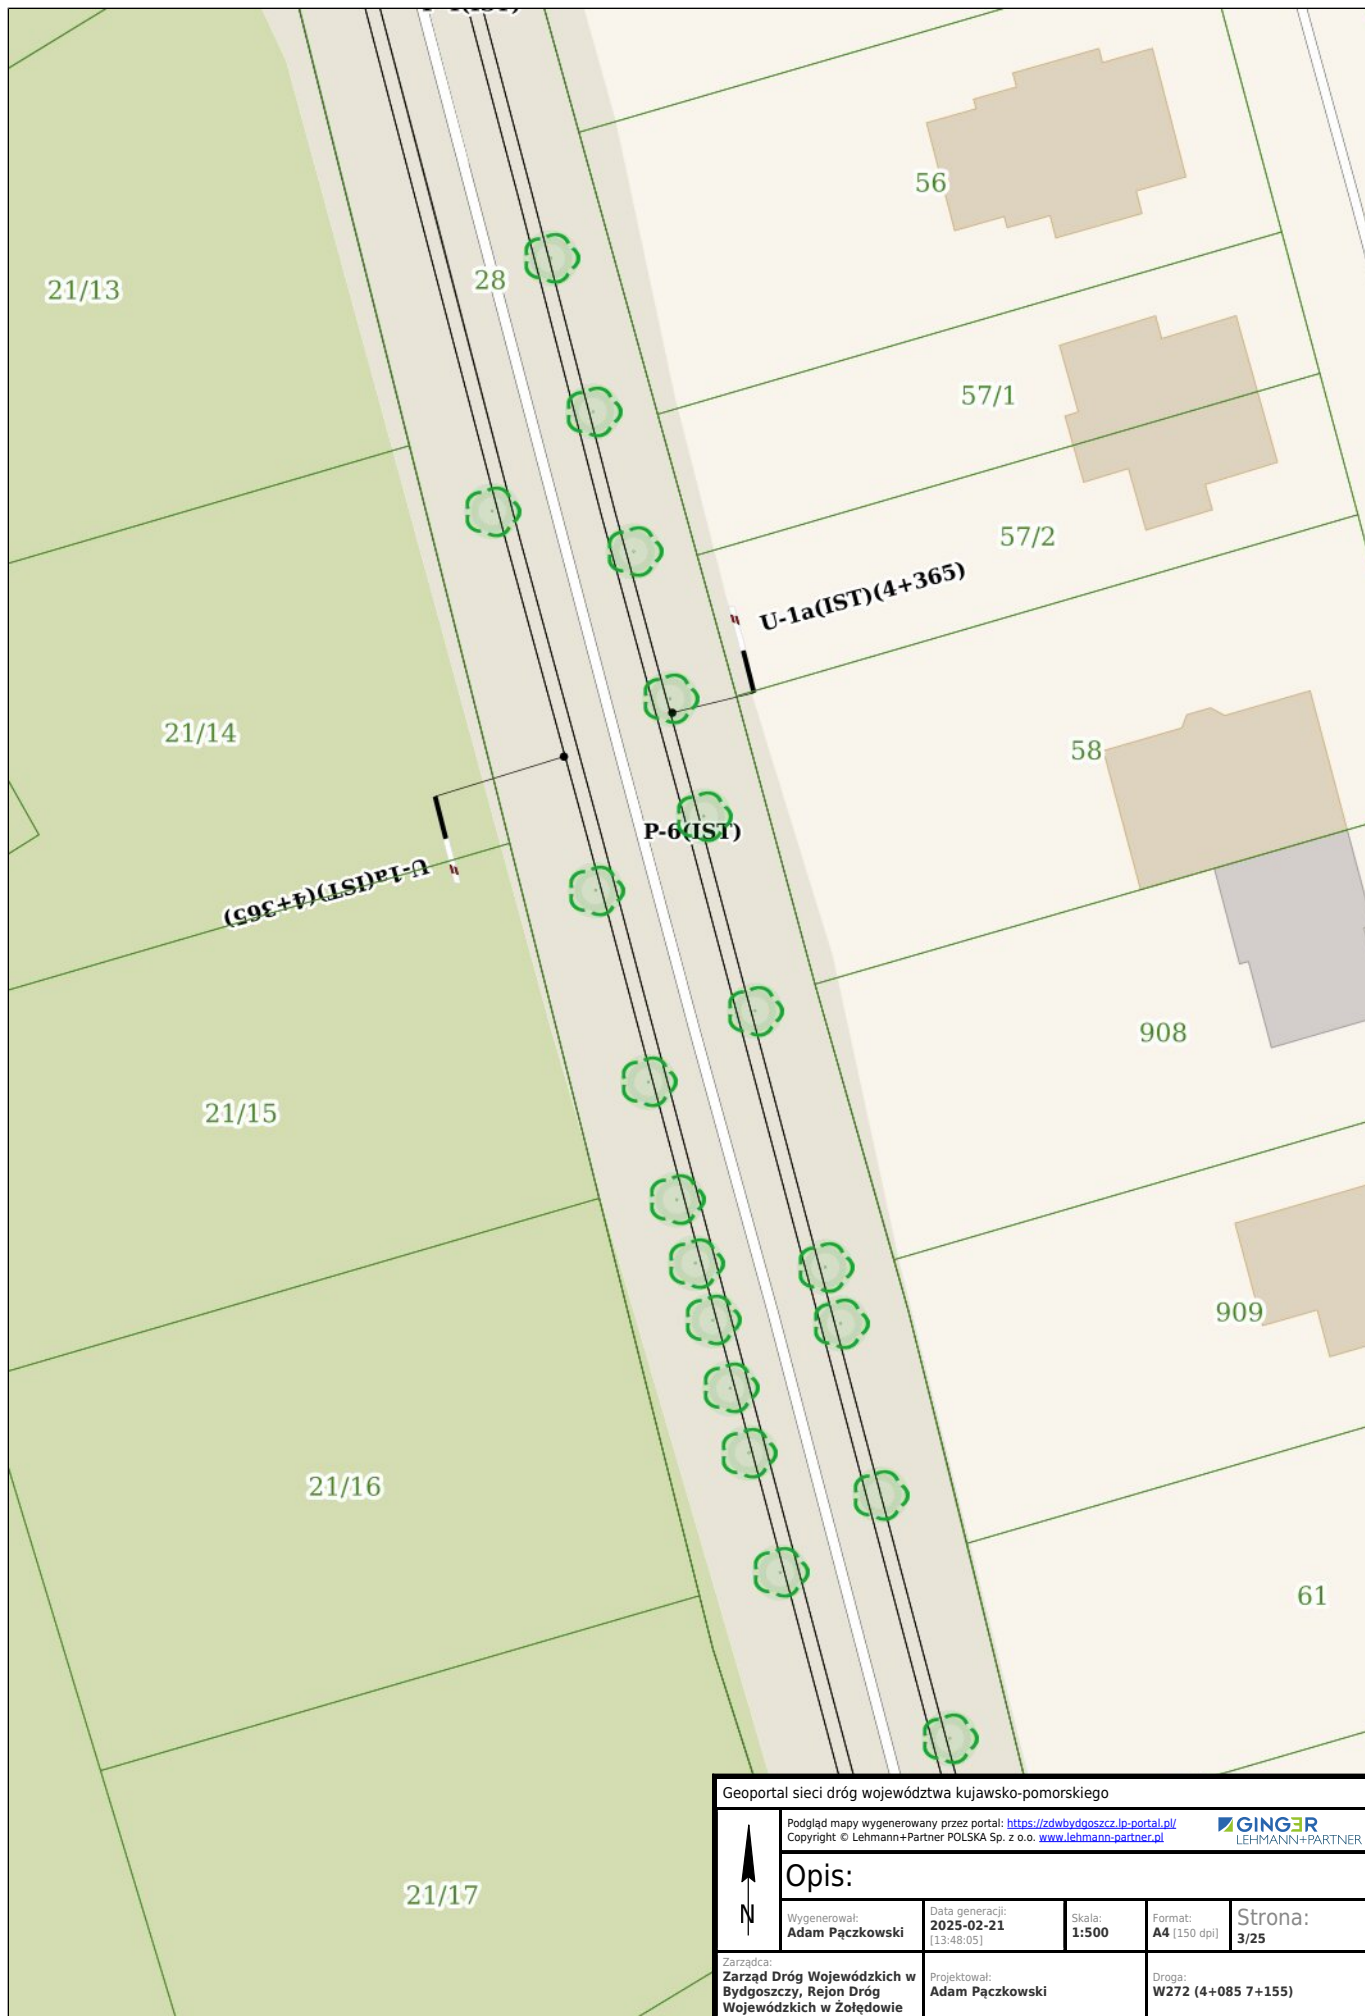 56
21/13
28
57/1
57/2
U-1a(IST)(4+365)
21/14
58
P-6(IST)
U-1a(IST)(4+365)
908
21/15
909
21/16
61
21/17
Geoportal sieci dróg województwa kujawsko-pomorskiego
Podgląd mapy wygenerowany przez portal: https://zdwbydgoszcz.lp-portal.pl/
Copyright © Lehmann+Partner POLSKA Sp. z o.o. www.lehmann-partner.pl
GINGER
LEHMANN+PARTNER
Opis:
N
Wygenerował:
Adam Pączkowski
Data generacji:
2025-02-21
[13:48:05]
Skala:
1:500
Format:
A4 [150 dpi]
Strona:
3/25
Zarządca:
Zarząd Dróg Wojewódzkich w
Bydgoszczy, Rejon Dróg
Wojewódzkich w Żołędowie
Projektował:
Adam Pączkowski
Droga:
W272 (4+085 7+155)